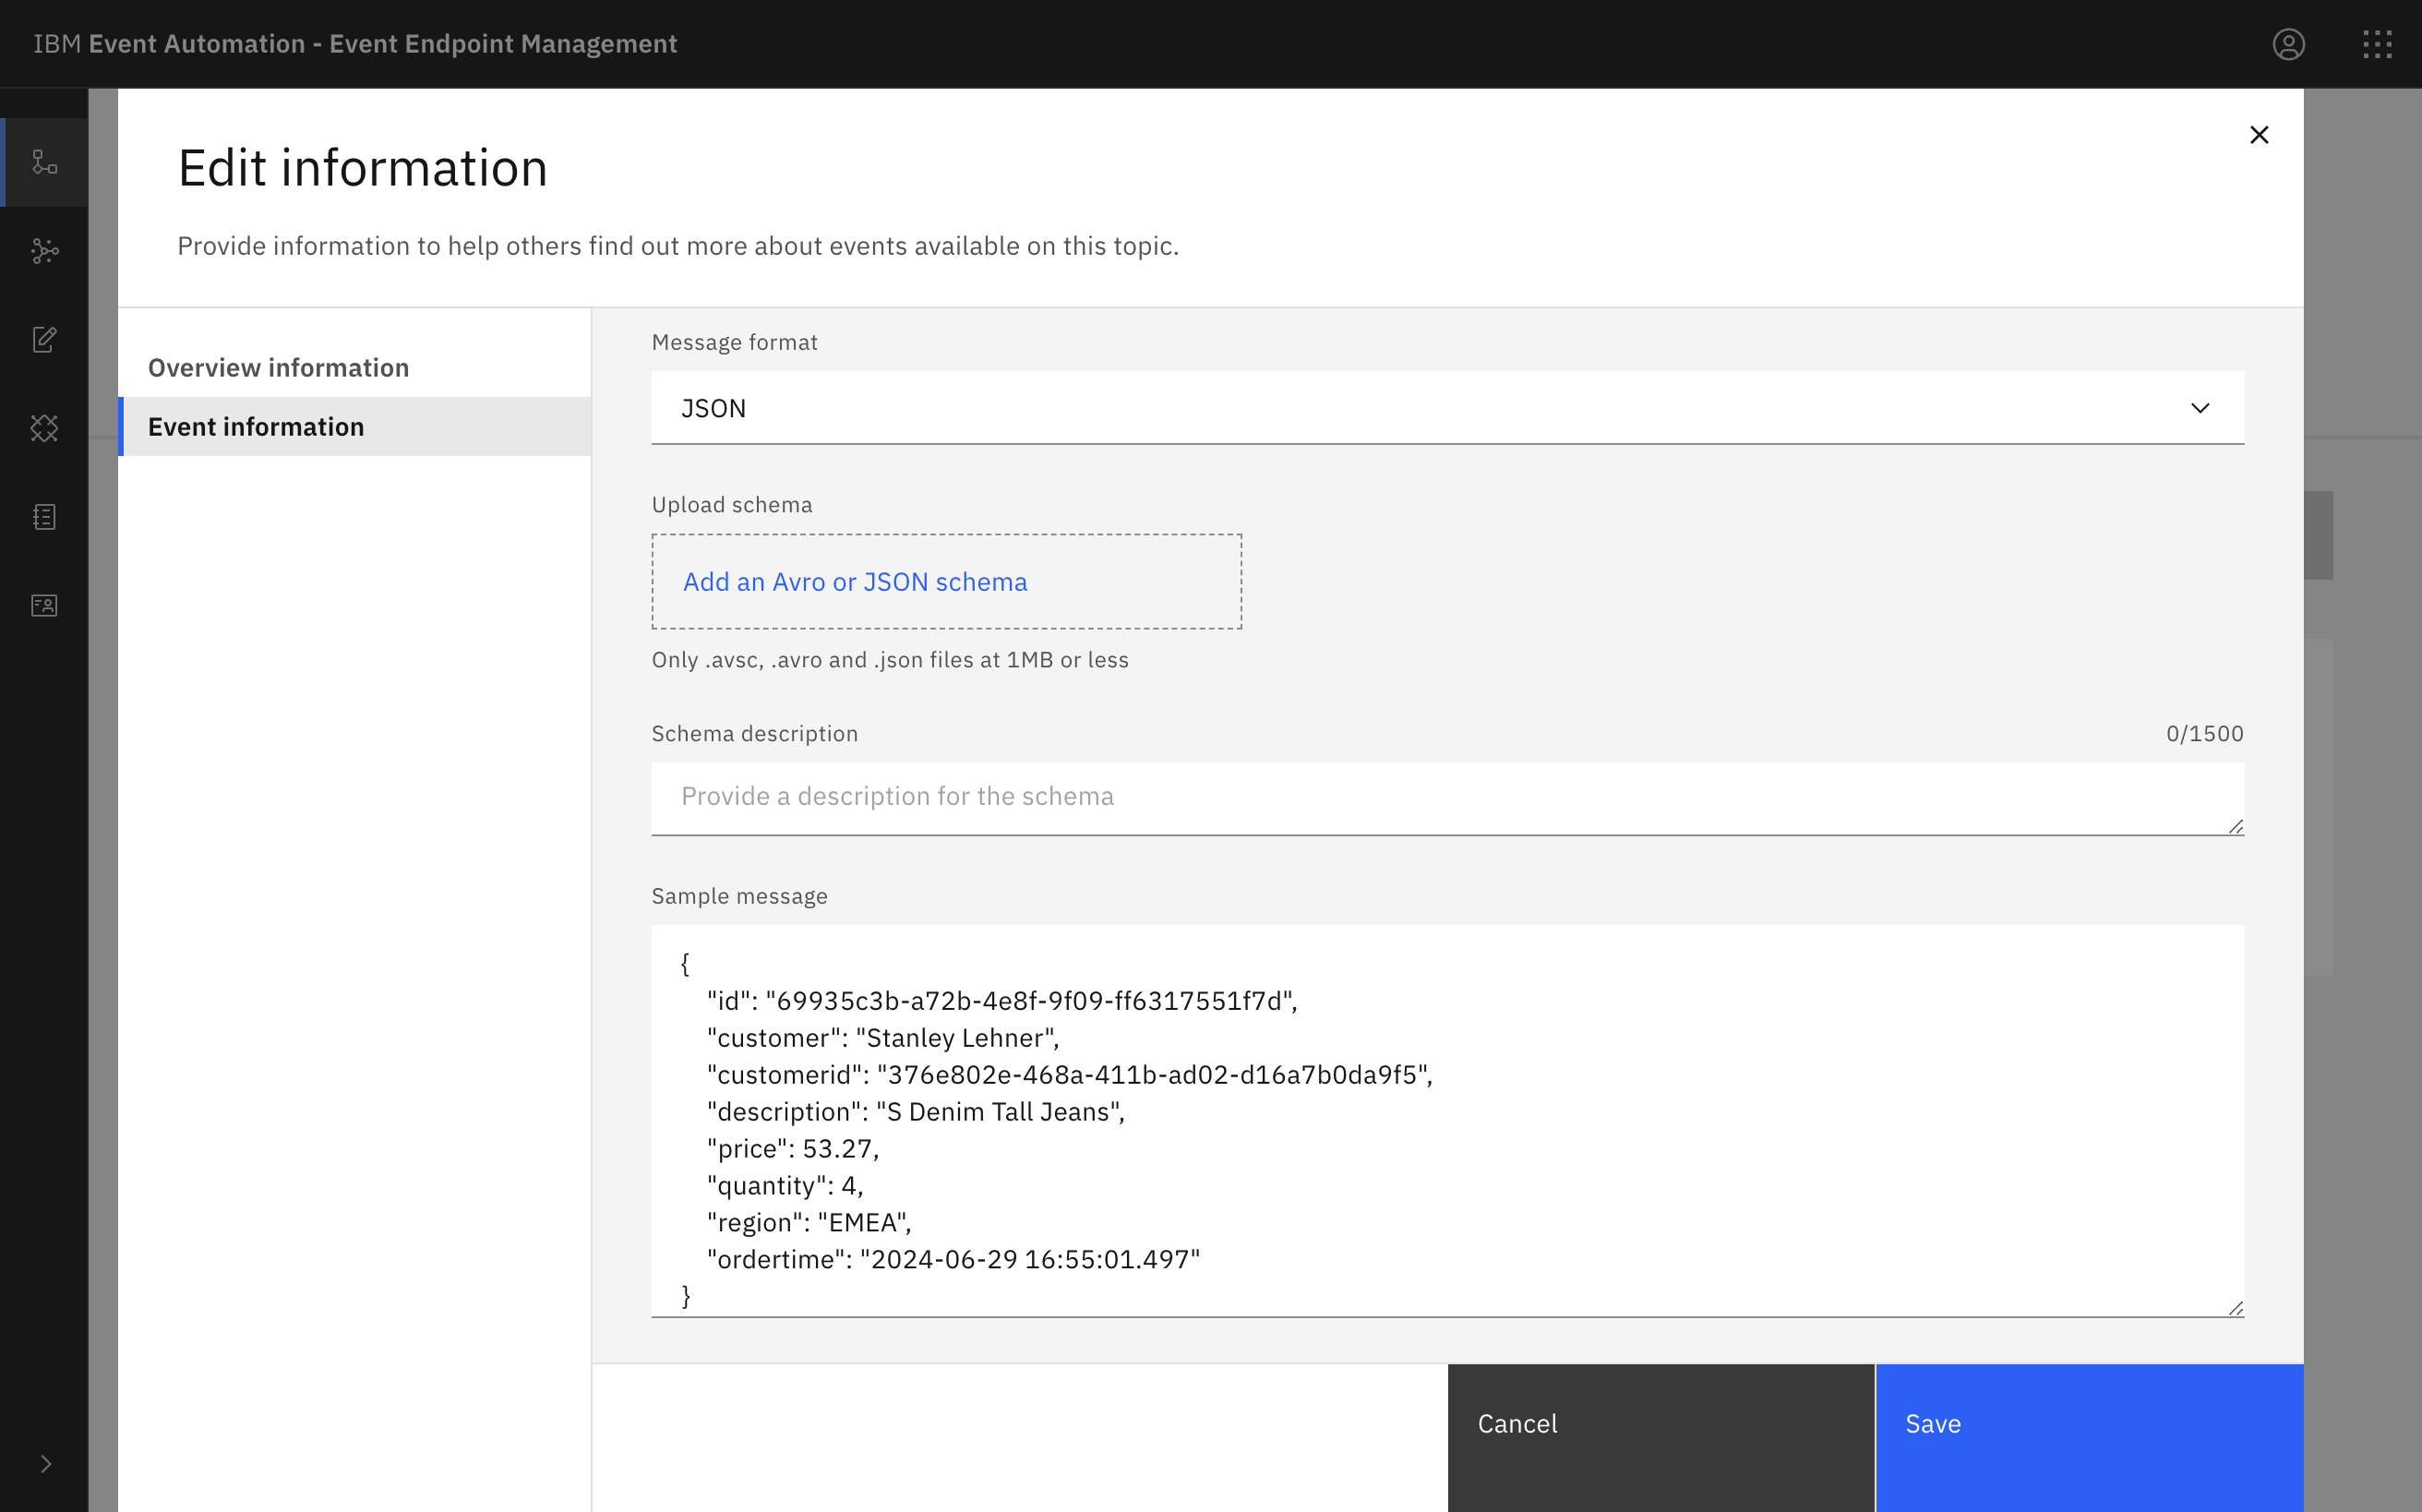 IBM Event Automation - Event Endpoint Management
Edit information
Provide information to help others find out more about events available on this topic.
Overview information
Event information
Message format
JSON
Upload schema
Add an Avro or JSON schema
Only .avsc, .avro and .json files at 1MB or less
Schema description
0/1500
Provide a description for the schema
Sample message
{
"id": "69935c3b-a72b-4e8f-9f09-ff6317551f7d",
"customer": "Stanley Lehner",
"customerid": "376e802e-468a-411b-ad02-d16a7b0da9f5",
"description": "S Denim Tall Jeans",
"price": 53.27,
"quantity": 4,
"region": "EMEA",
"ordertime": "2024-06-29 16:55:01.497"
}
Cancel
Save